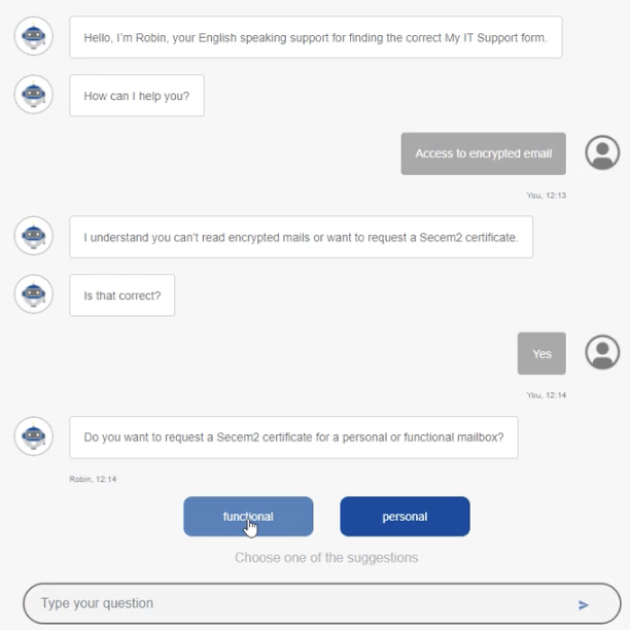 Hello, I'm Robin, your English speaking support for finding the correct My IT Support form.
How can I help you?
Access to encrypted email
You, 12:13
I understand you can't read encrypted mails or want to request a Secem2 certificate.
Is that correct?
Yes
You, 12:14
Do you want to request a Secem2 certificate for a personal or functional mailbox?
Robin, 12:14
functional personal
Choose one of the suggestions
Type your question